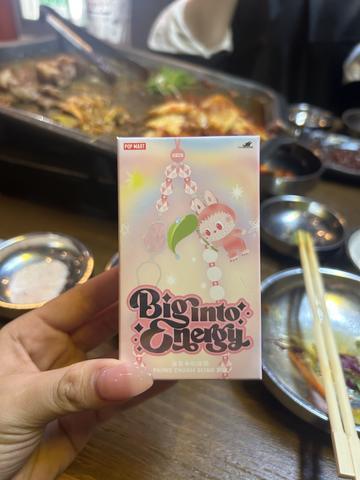 POP MART
Big into
Energy
PHONE CHARM BLIND BOX